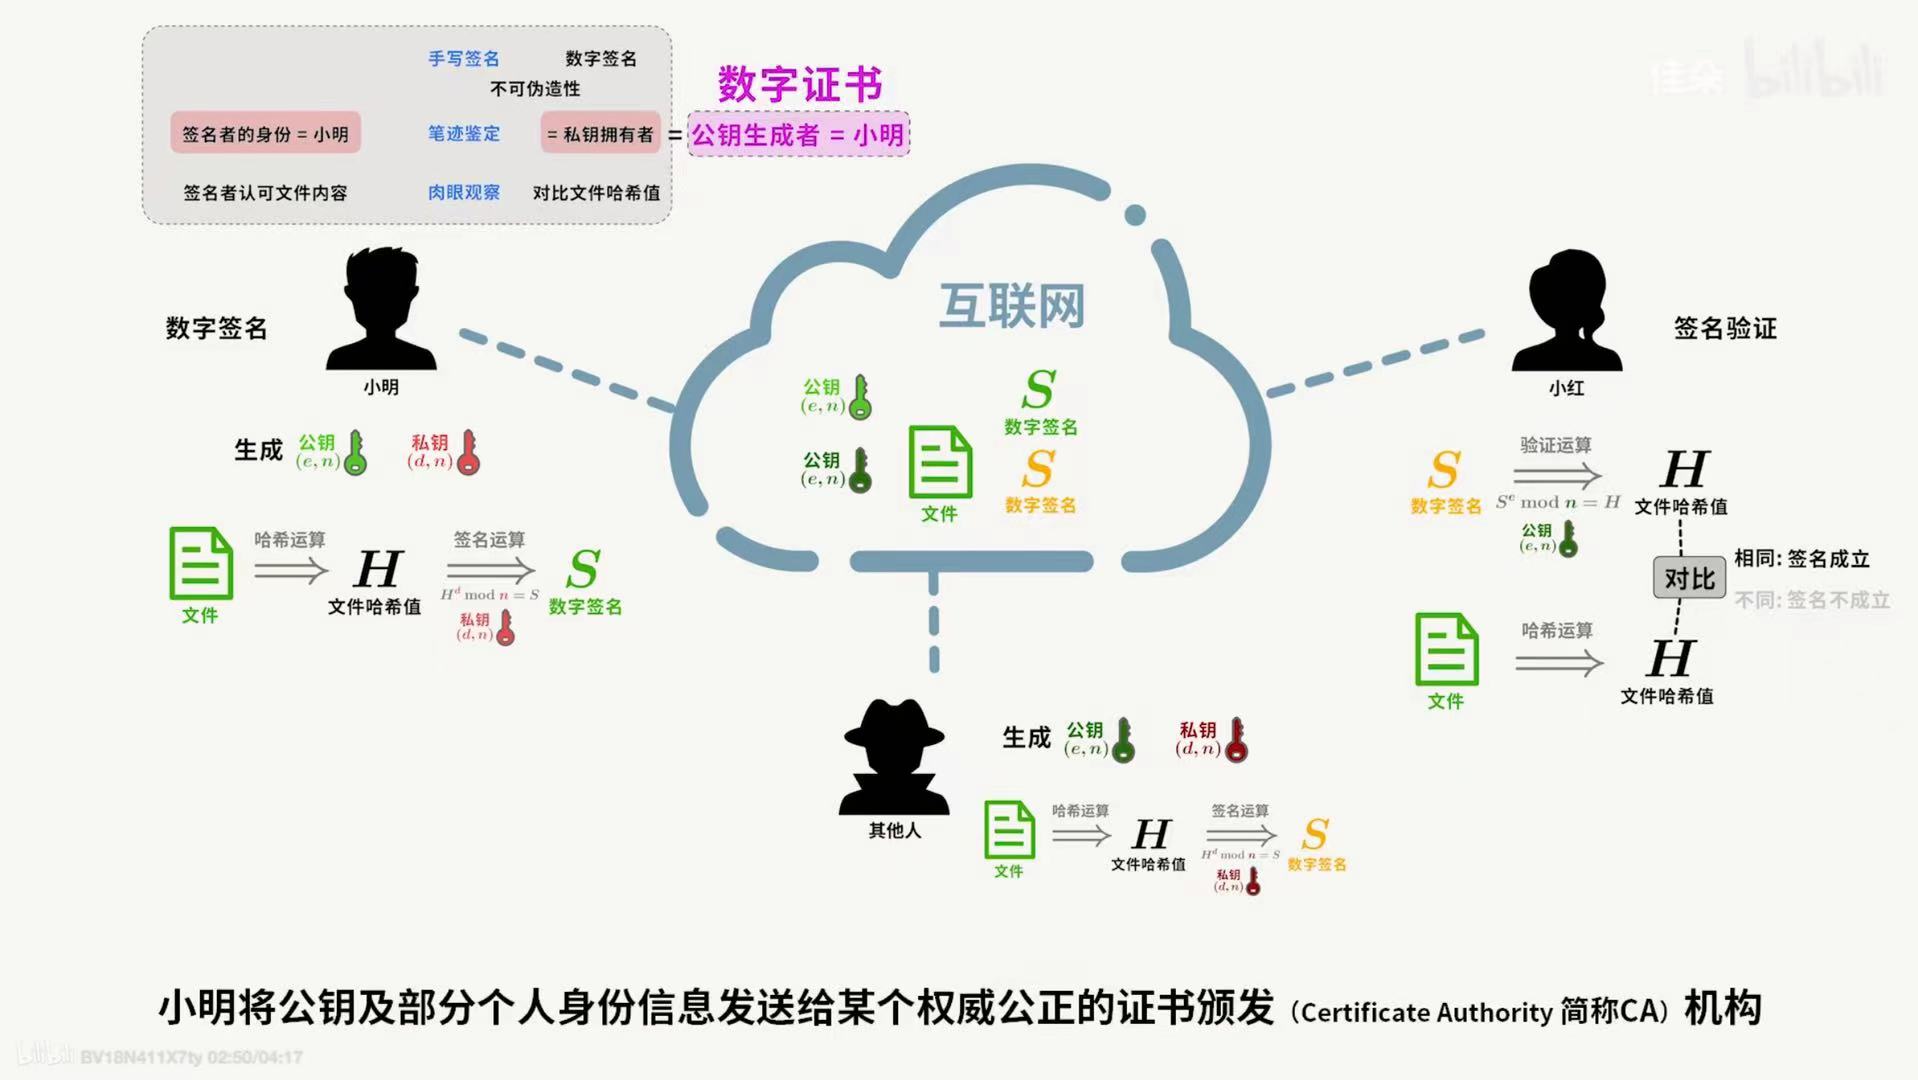 手写签名 数字签名
不可伪造性
签名者的身份 = 小明 笔迹鉴定 = 私钥拥有者 =
签名者认可文件内容 肉眼观察 对比文件哈希值
数字证书
公钥生成者 = 小明
佳朵 bilibili
互联网
数字签名
小明
生成 公钥 (e, n) 私钥 (d, n)
文件
哈希运算
H
文件哈希值
签名运算
H^d mod n = S
私钥
(d, n)
S
数字签名
公钥
(e, n)
公钥
(e, n)
文件
S
数字签名
S
数字签名
小红
签名验证
S
数字签名
验证运算
S^e mod n = H
公钥
(e, n)
H
文件哈希值
对比
相同: 签名成立
不同: 签名不成立
文件
哈希运算
H
文件哈希值
其他人
生成 公钥 (e, n) 私钥 (d, n)
文件
哈希运算
H
文件哈希值
签名运算
H^d mod n = S
私钥
(d, n)
S
数字签名
小明将公钥及部分个人身份信息发送给某个权威公正的证书颁发（Certificate Authority 简称CA）机构
bilibili BV18N411X7ty 02:50/04:17